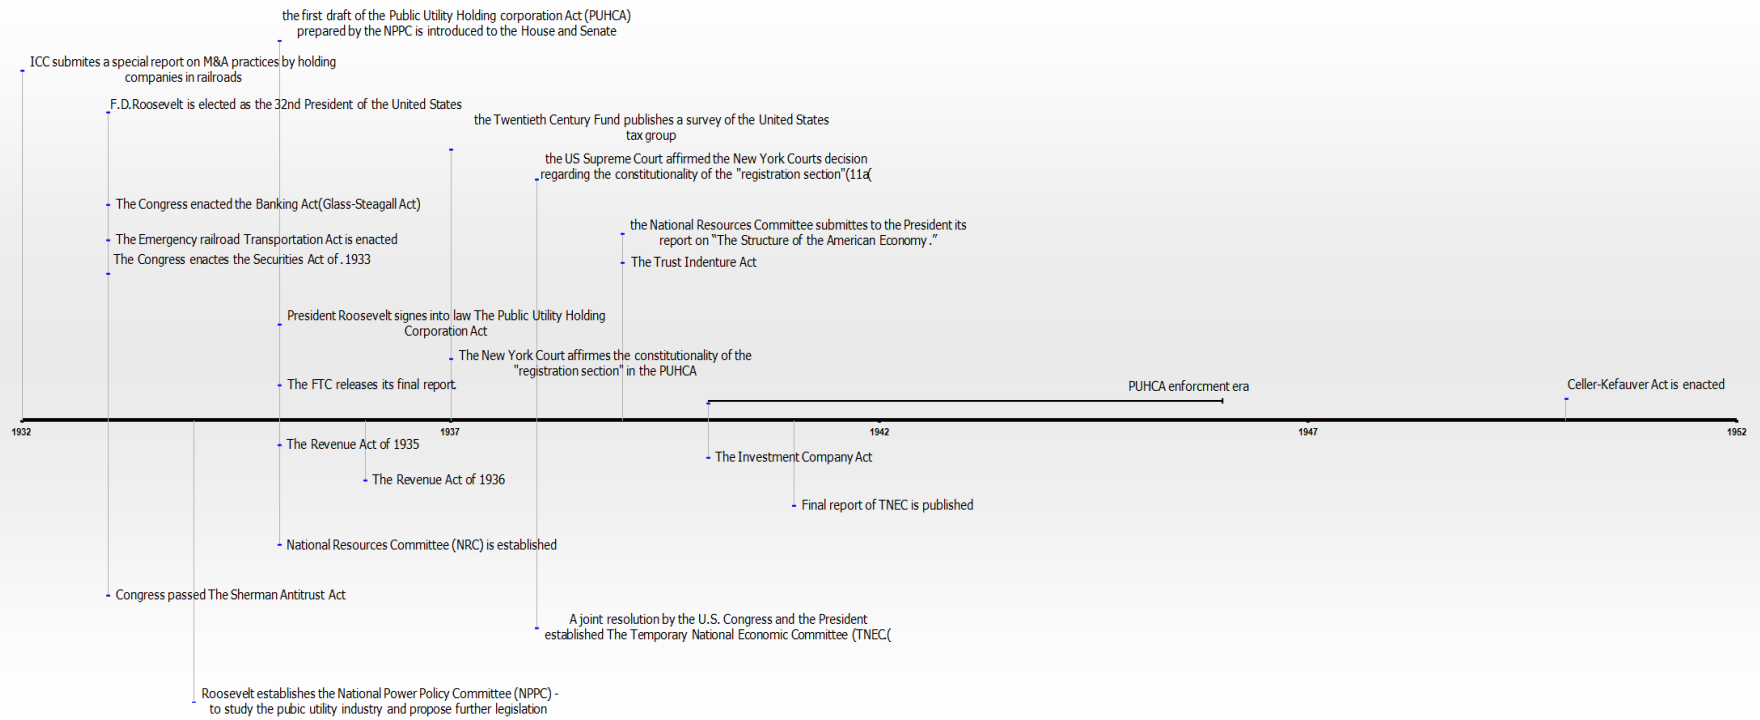 the first draft of the Public Utility Holding corporation Act (PUHCA)
prepared by the NPPC is introduced to the House and Senate
ICC submites a special report on M&A practices by holding
companies in railroads
F.D.Roosevelt is elected as the 32nd President of the United States
the Twentieth Century Fund publishes a survey of the United States
tax group
the US Supreme Court affirmed the New York Courts decision
regarding the constitutionality of the "registration section"(11a(
The Congress enacted the Banking Act(Glass-Steagall Act)
the National Resources Committee submittes to the President its
report on "The Structure of the American Economy."
The Emergency railroad Transportation Act is enacted
The Congress enactes the Securities Act of .1933
The Trust Indenture Act
President Roosevelt signes into law The Public Utility Holding
Corporation Act
The New York Court affirmes the constitutionality of the
"registration section" in the PUHCA
The FTC releases its final report.
PUHCA enforcment era
Celler-Kefauver Act is enacted
1932
1937
1942
1947
1952
The Revenue Act of 1935
The Investment Company Act
The Revenue Act of 1936
Final report of TNEC is published
National Resources Committee (NRC) is established
Congress passed The Sherman Antitrust Act
A joint resolution by the U.S. Congress and the President
established The Temporary National Economic Committee (TNEC.(
Roosevelt establishes the National Power Policy Committee (NPPC) -
to study the pubic utility industry and propose further legislation